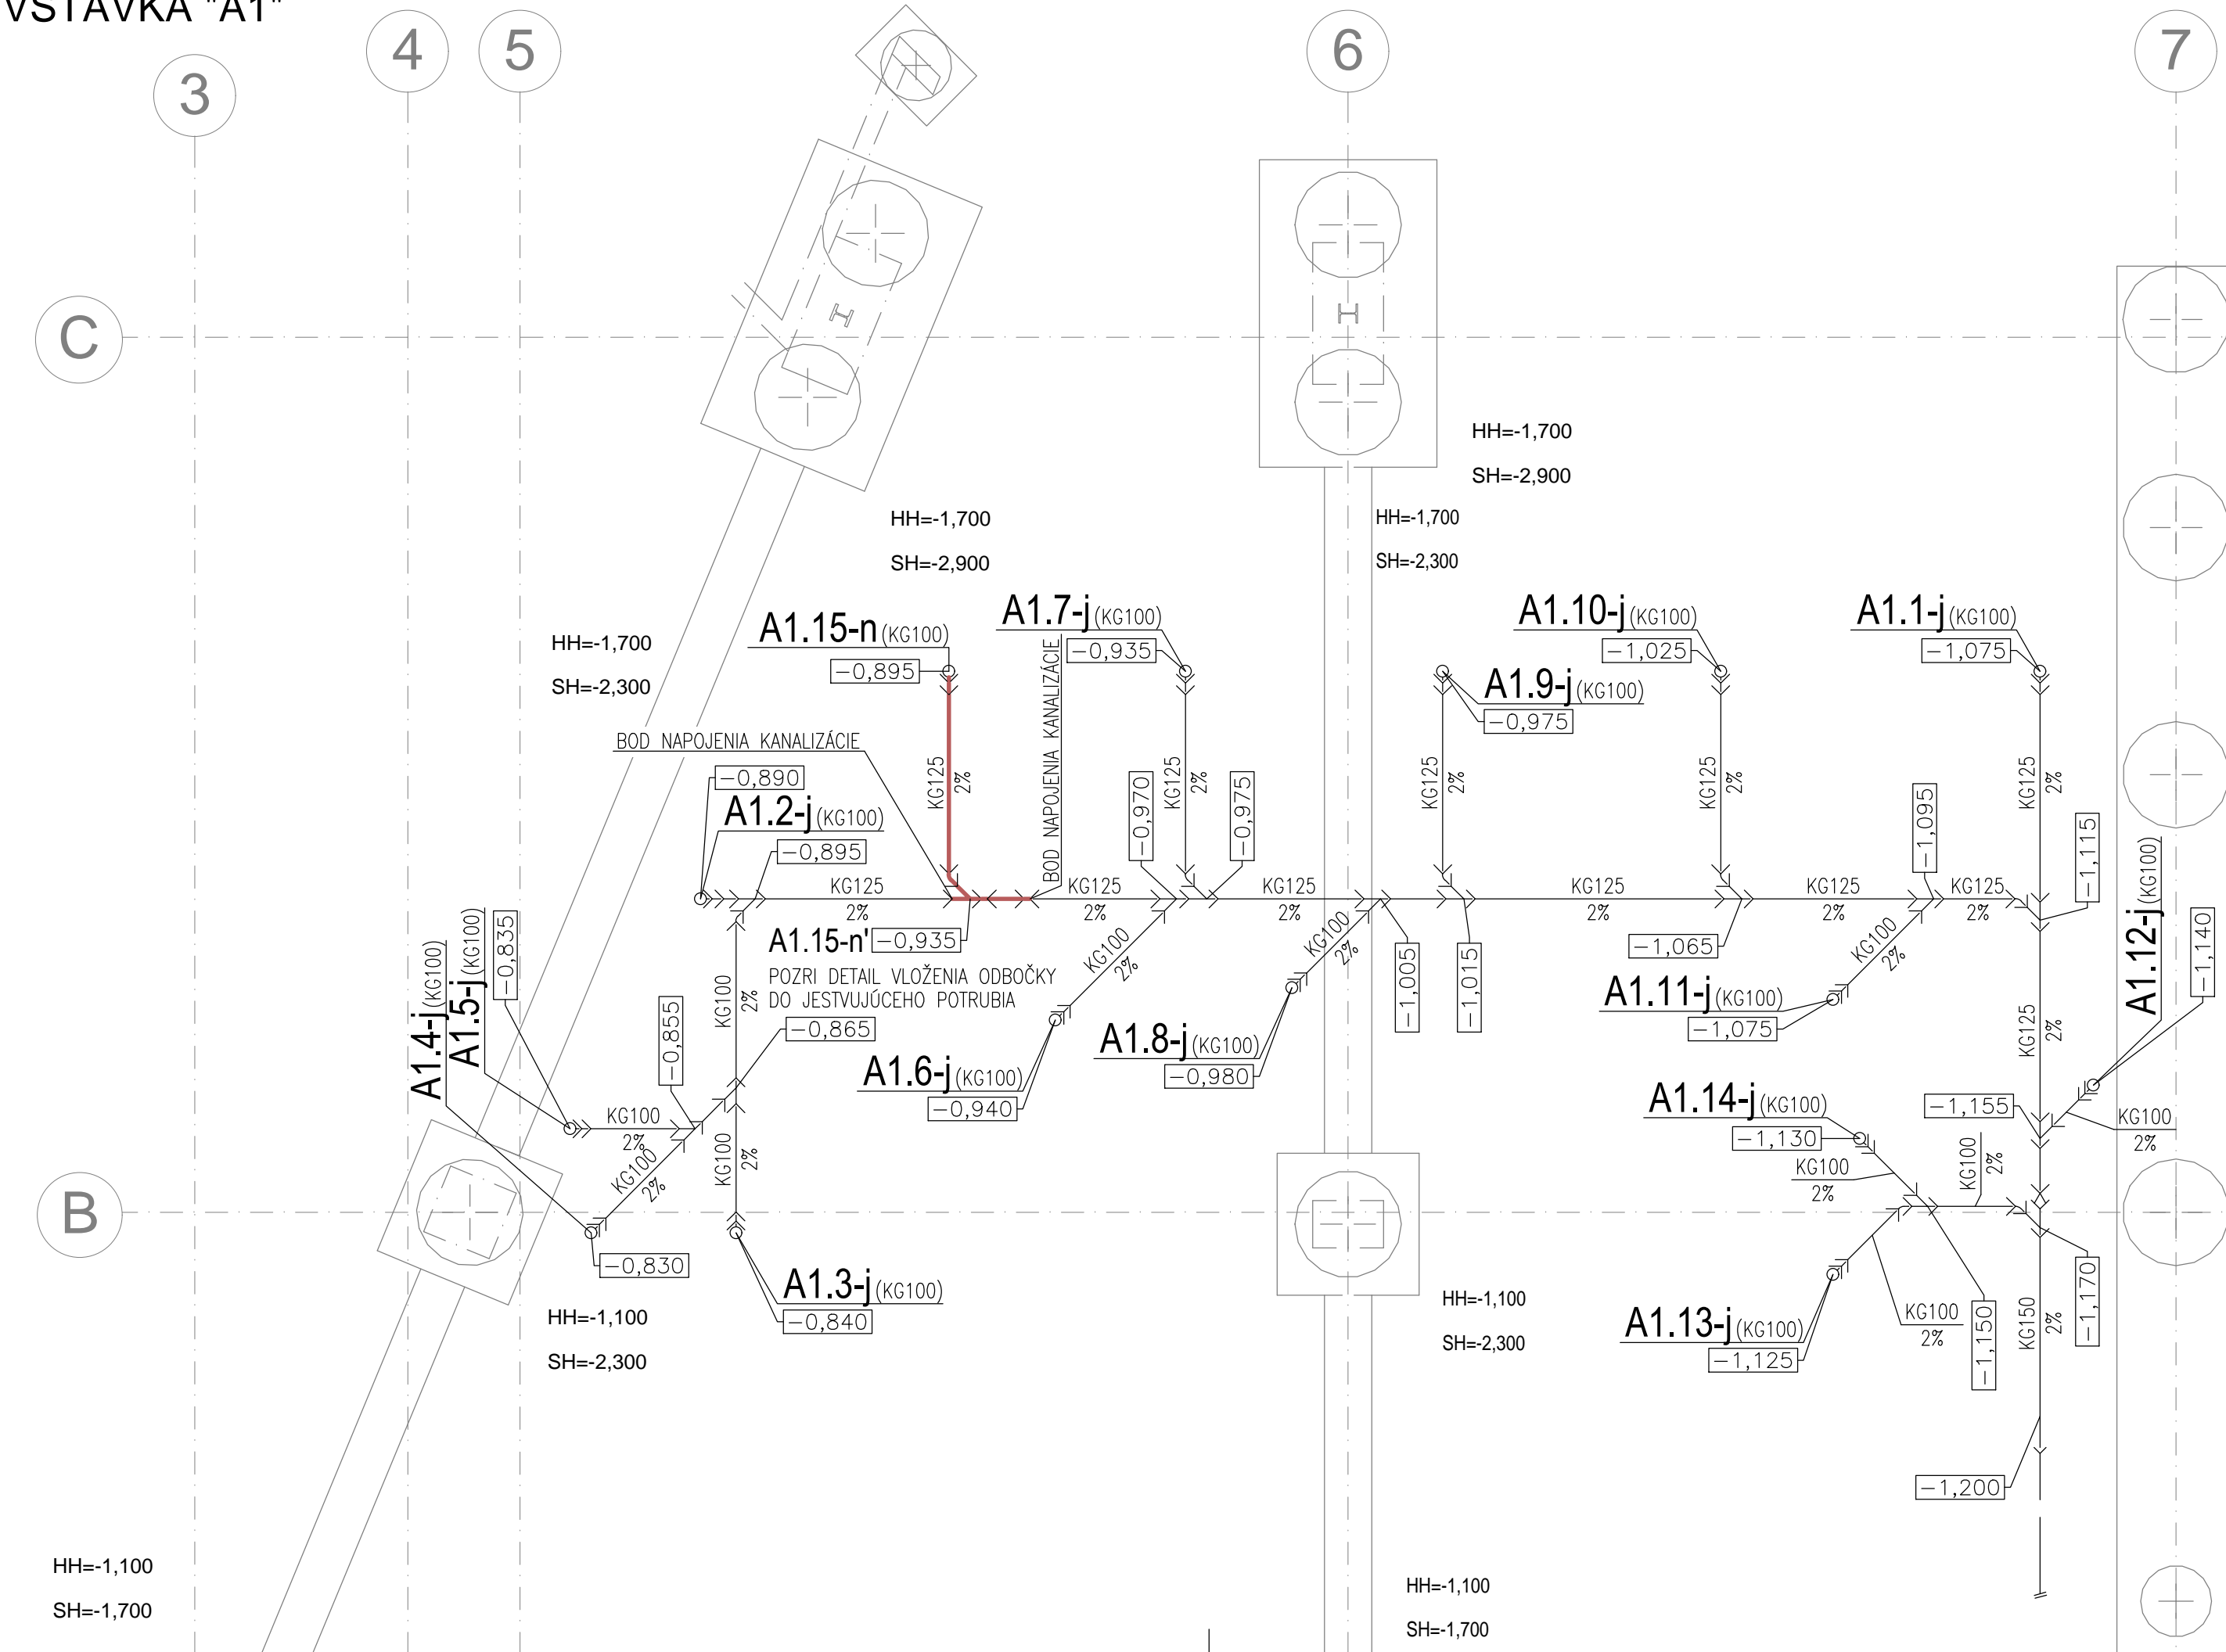 VSTAVKA "A1"
3
4
5
6
7
C
B
HH=-1,700
SH=-2,900
HH=-1,700
SH=-2,900
HH=-1,700
SH=-2,300
HH=-1,700
SH=-2,300
A1.15-n(KG100)
-0,895
A1.7-j(KG100)
-0,935
A1.10-j(KG100)
-1,025
A1.1-j(KG100)
-1,075
A1.9-j(KG100)
-0,975
BOD NAPOJENIA KANALIZÁCIE
BOD NAPOJENIA KANALIZÁCIE
-0,890
A1.2-j(KG100)
-0,895
KG125
2%
-0,970
KG125
2%
-0,975
KG125
2%
KG125
2%
-1,095
KG125
2%
-1,115
KG125
2%
KG125
2%
KG125
2%
KG125
2%
KG125
2%
KG125
2%
A1.15-n'
-0,935
POZRI DETAIL VLOŽENIA ODBOČKY
DO JESTVUJÚCEHO POTRUBIA
A1.4-j(KG100)
A1.5-j(KG100)
-0,835
-0,855
KG100
2%
-0,865
KG100
2%
KG100
2%
-1,005
-1,015
-1,065
KG100
2%
A1.11-j(KG100)
-1,075
KG125
2%
A1.12-j(KG100)
-1,140
A1.6-j(KG100)
-0,940
A1.8-j(KG100)
-0,980
A1.14-j(KG100)
-1,130
-1,155
KG100
2%
KG100
2%
KG100
2%
KG100
2%
KG100
2%
KG100
2%
-0,830
A1.3-j(KG100)
-0,840
HH=-1,100
SH=-2,300
HH=-1,100
SH=-2,300
A1.13-j(KG100)
-1,125
KG100
2%
-1,150
KG150
2%
-1,170
-1,200
HH=-1,100
SH=-1,700
HH=-1,100
SH=-1,700